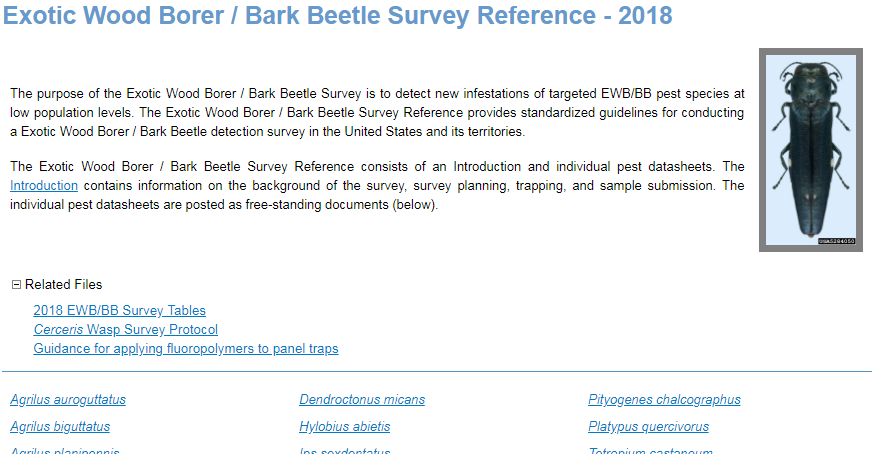 Exotic Wood Borer / Bark Beetle Survey Reference - 2018
The purpose of the Exotic Wood Borer / Bark Beetle Survey is to detect new infestations of targeted EWB/BB pest species at
low population levels. The Exotic Wood Borer / Bark Beetle Survey Reference provides standardized guidelines for conducting
a Exotic Wood Borer / Bark Beetle detection survey in the United States and its territories.
The Exotic Wood Borer / Bark Beetle Survey Reference consists of an Introduction and individual pest datasheets. The
Introduction contains information on the background of the survey, survey planning, trapping, and sample submission. The
individual pest datasheets are posted as free-standing documents (below).
UGA5284050
Related Files
2018 EWB/BB Survey Tables
Cerceris Wasp Survey Protocol
Guidance for applying fluoropolymers to panel traps
Agrilus auroguttatus Dendroctonus micans Pityogenes chalcographus
Agrilus biguttatus Hylobius abietis Platypus quercivorus
Agrilus planipennis Ips sexdentatus Tetropium castaneum